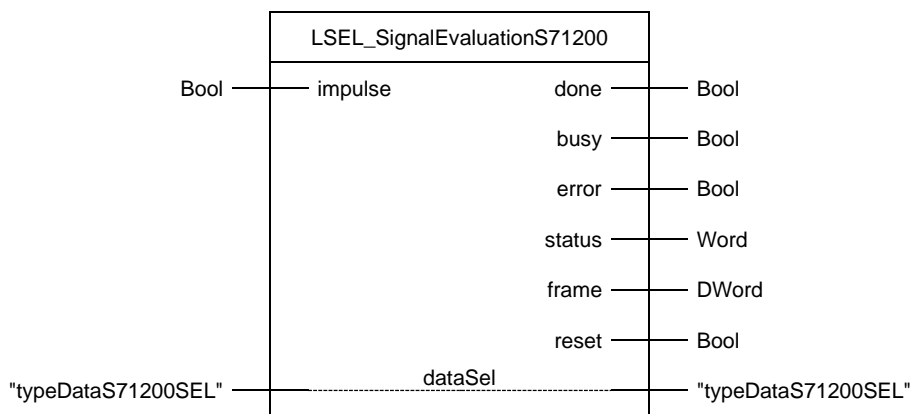 LSEL_SignalEvaluationS71200
Bool impulse done Bool
busy Bool
error Bool
status Word
frame DWord
reset Bool
"typeDataS71200SEL" dataSel "typeDataS71200SEL"